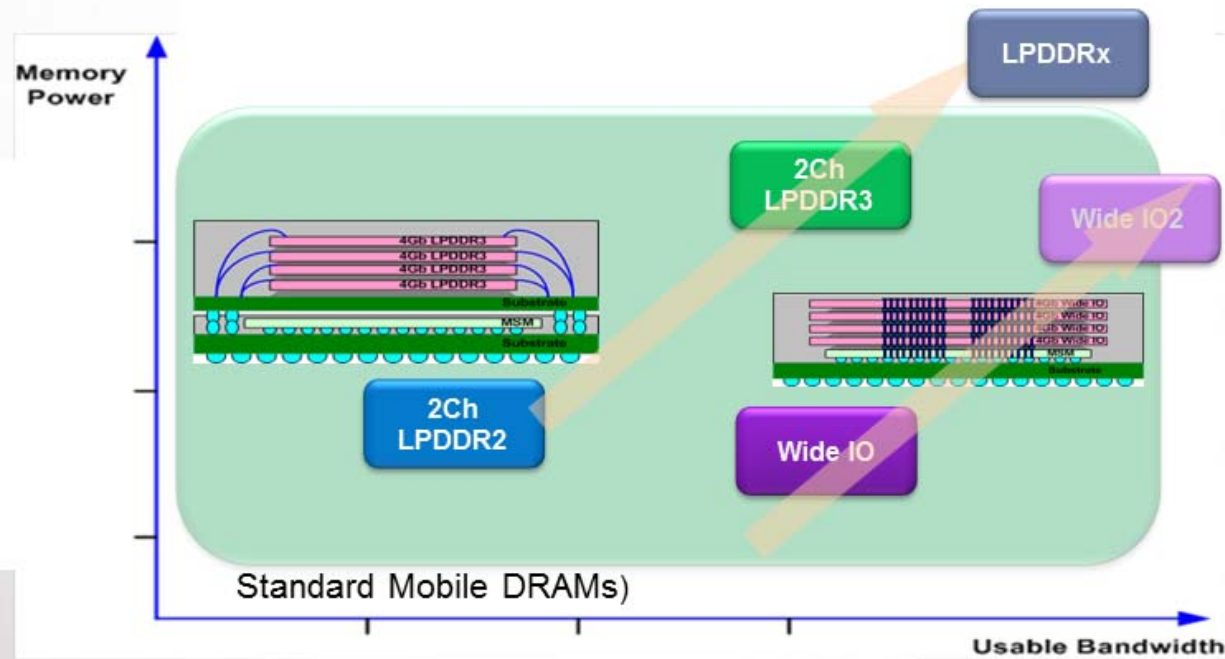 Memory
Power
LPDDRx
2Ch
LPDDR3
Wide IO2
4Gb LPDDR3
4Gb LPDDR3
4Gb LPDDR3
4Gb LPDDR3
Substrate
MSM
Substrate
4Gb Wide IO
4Gb Wide IO
4Gb Wide IO
4Gb Wide IO
MSM
Substrate
2Ch
LPDDR2
Wide IO
Standard Mobile DRAMs)
Usable Bandwidth